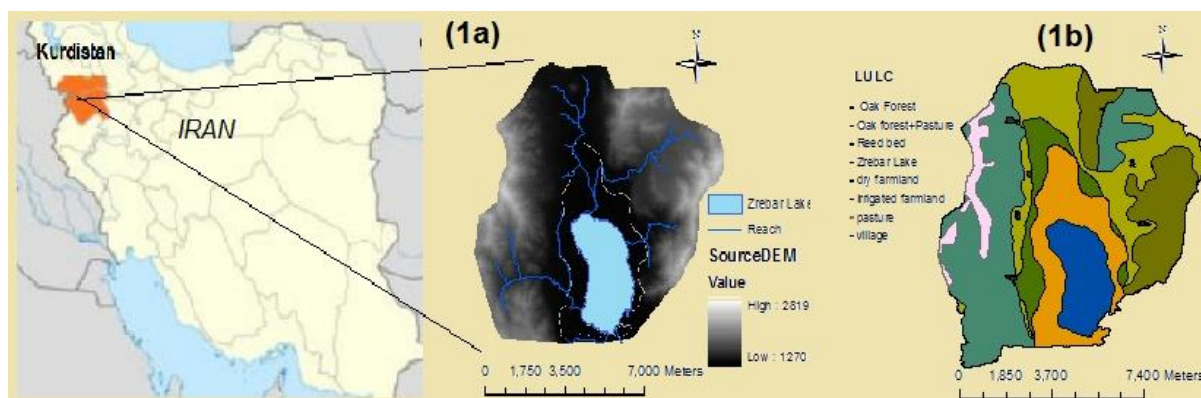 Kurdistan
IRAN
(1a)
N
Zrebar Lake
Reach
SourceDEM
Value
High : 2819
Low : 1270
0 1,750 3,500 7,000 Meters
(1b)
N
LULC
Oak Forest
Oak forest+Pasture
Reed bed
Zrebar Lake
dry farmland
Irrigated farmland
pasture
village
0 1,850 3,700 7,400 Meters